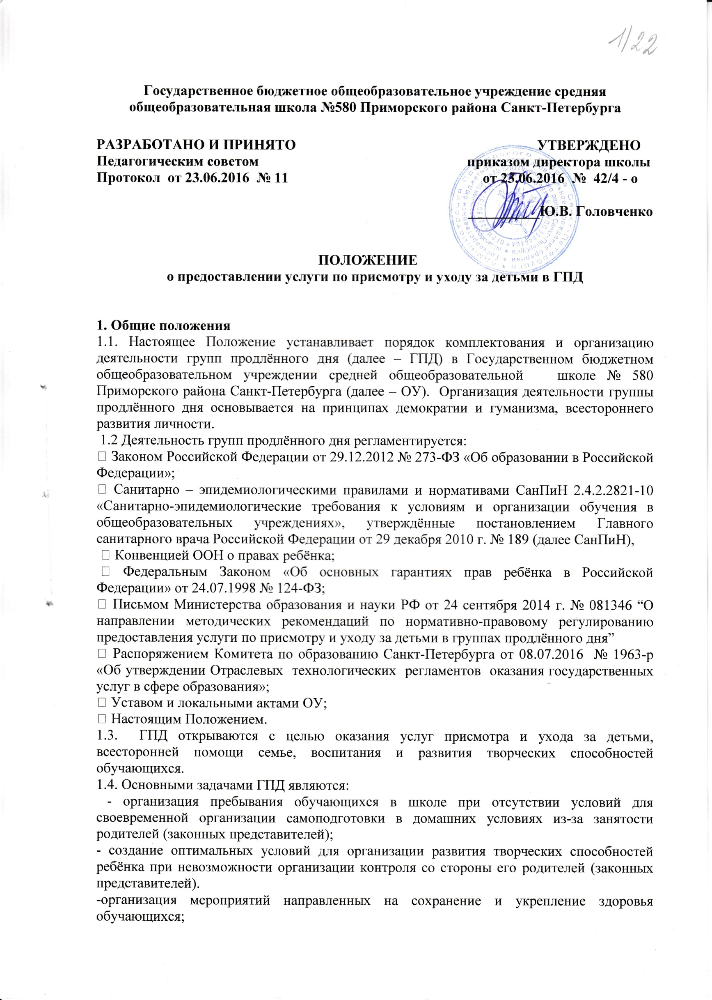 1/22
Государственное бюджетное общеобразовательное учреждение средняя
общеобразовательная школа №580 Приморского района Санкт-Петербурга
РАЗРАБОТАНО И ПРИНЯТО
Педагогическим советом
Протокол от 23.06.2016 № 11
УТВЕРЖДЕНО
приказом директора школы
от 23.06.2016 № 42/4 - о
Ю.В. Головченко
ПОЛОЖЕНИЕ
о предоставлении услуги по присмотру и уходу за детьми в ГПД
1. Общие положения
1.1. Настоящее Положение устанавливает порядок комплектования и организацию
деятельности групп продлённого дня (далее – ГПД) в Государственном бюджетном
общеобразовательном учреждении средней общеобразовательной школе № 580
Приморского района Санкт-Петербурга (далее – ОУ). Организация деятельности группы
продлённого дня основывается на принципах демократии и гуманизма, всестороннего
развития личности.
1.2 Деятельность групп продлённого дня регламентируется:
 Законом Российской Федерации от 29.12.2012 № 273-ФЗ «Об образовании в Российской
Федерации»;
 Санитарно – эпидемиологическими правилами и нормативами СанПиН 2.4.2.2821-10
«Санитарно-эпидемиологические требования к условиям и организации обучения в
общеобразовательных учреждениях», утверждённые постановлением Главного
санитарного врача Российской Федерации от 29 декабря 2010 г. № 189 (далее СанПиН),
 Конвенцией ООН о правах ребёнка;
 Федеральным Законом «Об основных гарантиях прав ребёнка в Российской
Федерации» от 24.07.1998 № 124-ФЗ;
 Письмом Министерства образования и науки РФ от 24 сентября 2014 г. № 081346 “О
направлении методических рекомендаций по нормативно-правовому регулированию
предоставления услуги по присмотру и уходу за детьми в группах продлённого дня”
 Распоряжением Комитета по образованию Санкт-Петербурга от 08.07.2016 № 1963-р
«Об утверждении Отраслевых технологических регламентов оказания государственных
услуг в сфере образования»;
 Уставом и локальными актами ОУ;
 Настоящим Положением.
1.3. ГПД открываются с целью оказания услуг присмотра и ухода за детьми,
всесторонней помощи семье, воспитания и развития творческих способностей
обучающихся.
1.4. Основными задачами ГПД являются:
- организация пребывания обучающихся в школе при отсутствии условий для
своевременной организации самоподготовки в домашних условиях из-за занятости
родителей (законных представителей);
- создание оптимальных условий для организации развития творческих способностей
ребёнка при невозможности организации контроля со стороны его родителей (законных
представителей).
-организация мероприятий направленных на сохранение и укрепление здоровья
обучающихся;